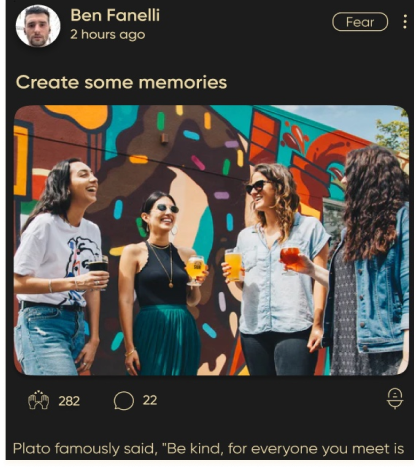 Ben Fanelli
2 hours ago
Fear
Create some memories
282
22
Plato famously said, "Be kind, for everyone you meet is